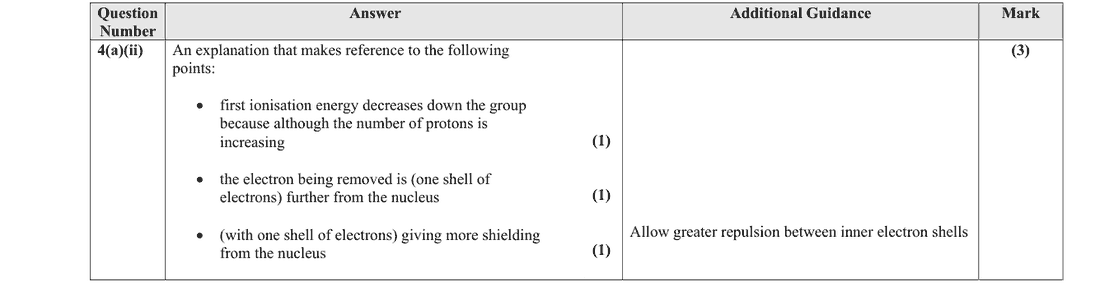 Question Number Answer Additional Guidance Mark
4(a)(ii) An explanation that makes reference to the following (3)
points:
• first ionisation energy decreases down the group
because although the number of protons is
increasing (1)
• the electron being removed is (one shell of
electrons) further from the nucleus (1)
• (with one shell of electrons) giving more shielding
from the nucleus (1)
Allow greater repulsion between inner electron shells